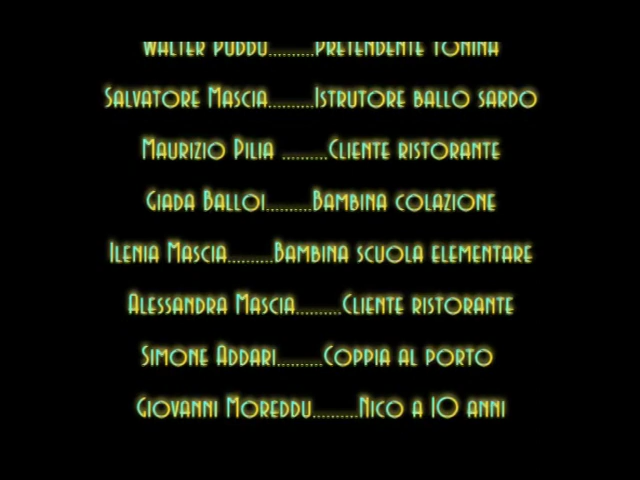 Walter Puddu..........Pretendente Tonina
Salvatore Mascia..........Istrutore ballo sardo
Maurizio Pilia ..........Cliente ristorante
Giada Balloi..........Bambina colazione
Ilenia Mascia..........Bambina scuola elementare
Alessandra Mascia..........Cliente ristorante
Simone Addari..........Coppia al porto
Giovanni Moreddu..........Nico a 10 anni